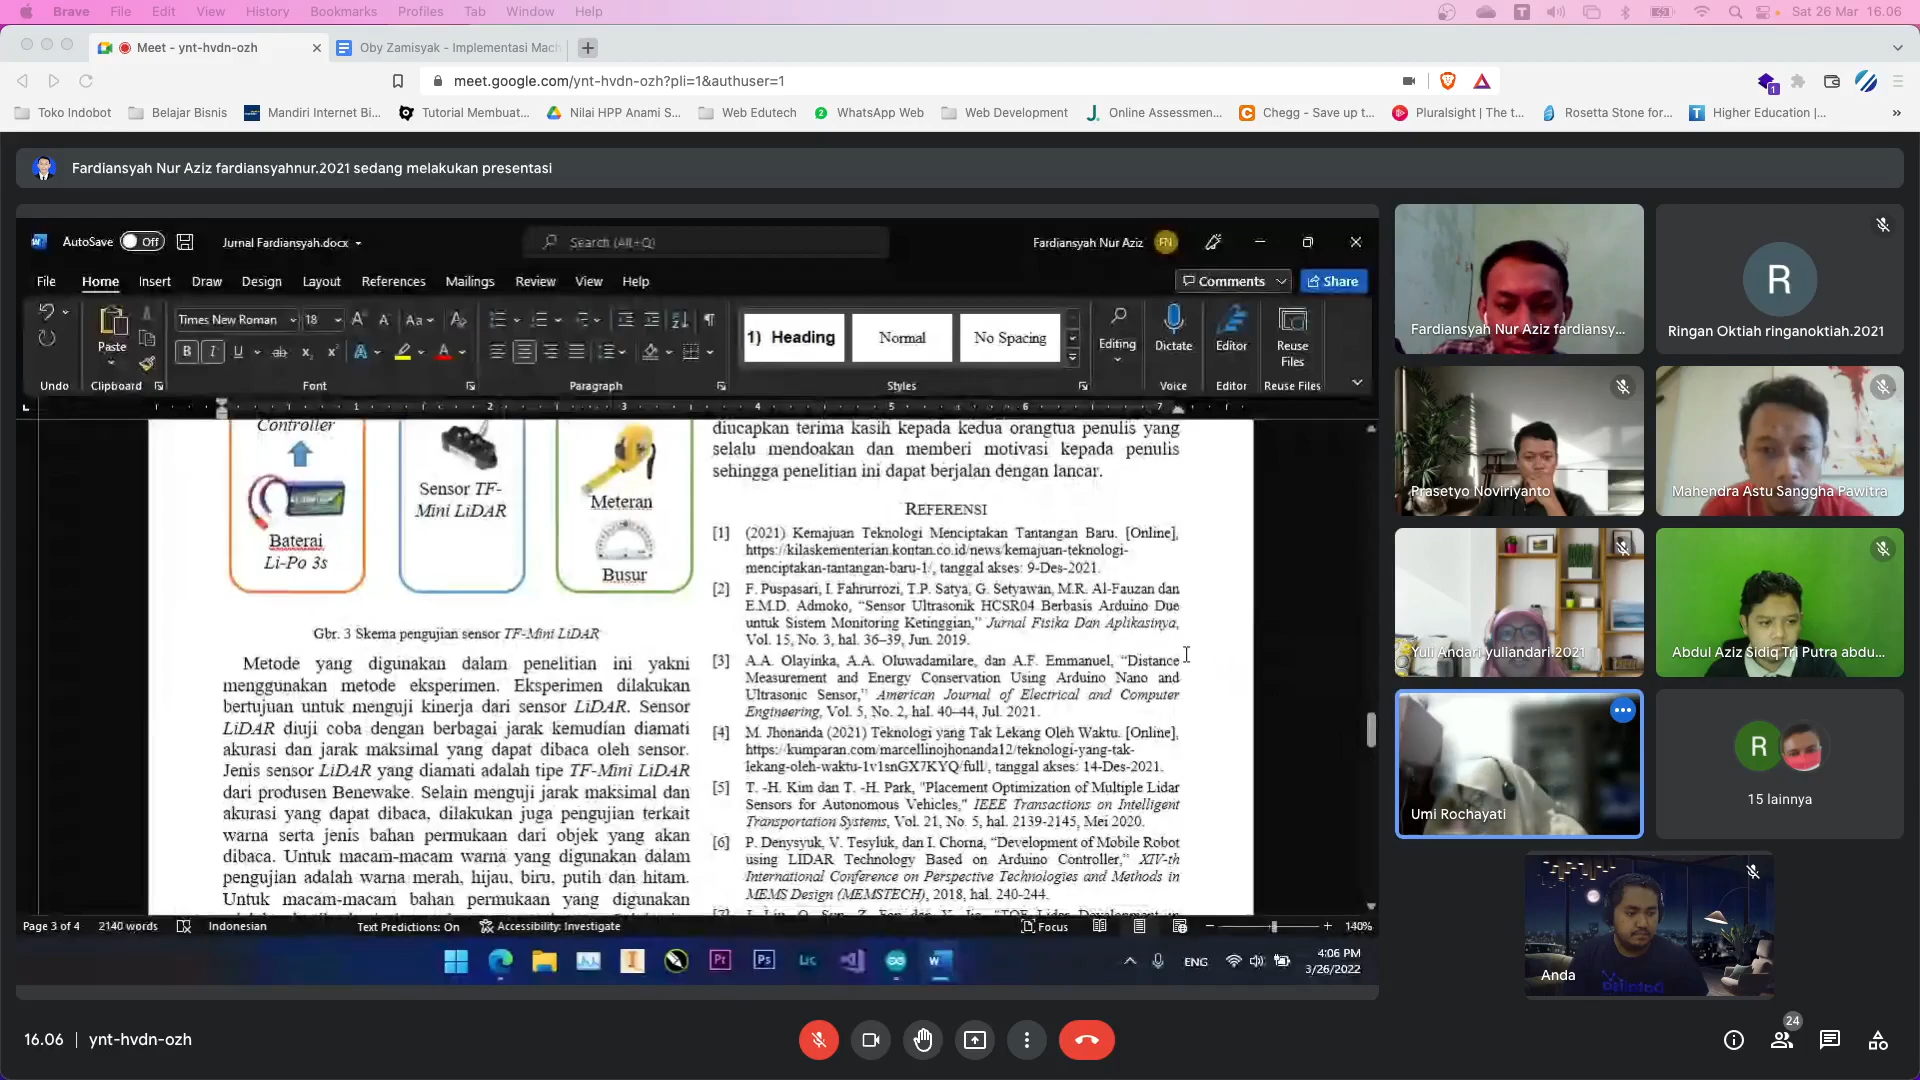 Brave File Edit View History Bookmarks Profiles Tab Window Help
Sat 26 Mar 16.06
Meet - ynt-hvdn-ozh
Oby Zamisyak - Implementasi Mach
meet.google.com/ynt-hvdn-ozh?pli=1&authuser=1
Toko Indobot Belajar Bisnis Mandiri Internet Bi... Tutorial Membuat... Nilai HPP Anami S... Web Edutech WhatsApp Web Web Development Online Assessmen... Chegg - Save up t... Pluralsight | The t... Rosetta Stone for... Higher Education |...
Fardiansyah Nur Aziz fardiansyahnur.2021 sedang melakukan presentasi
AutoSave Off Jurnal Fardiansyah.docx Search (Alt+Q) Fardiansyah Nur Aziz FN
File Home Insert Draw Design Layout References Mailings Review View Help Comments Share
Times New Roman 18 Aa
1) Heading Normal No Spacing
Paste Editing Dictate Editor Reuse Files
B I U ab x₂ x² A A
Undo Clipboard Font Paragraph Styles Voice Editor Reuse Files
1 2 3 4 5 6 7
Controller
Baterai
Li-Po 3s
Sensor TF-
Mini LiDAR
Meteran
Busur
Gbr. 3 Skema pengujian sensor TF-Mini LiDAR
Metode yang digunakan dalam penelitian ini yakni
menggunakan metode eksperimen. Eksperimen dilakukan
bertujuan untuk menguji kinerja dari sensor LiDAR. Sensor
LiDAR diuji coba dengan berbagai jarak kemudian diamati
akurasi dan jarak maksimal yang dapat dibaca oleh sensor.
Jenis sensor LiDAR yang diamati adalah tipe TF-Mini LiDAR
dari produsen Benewake. Selain menguji jarak maksimal dan
akurasi yang dapat dibaca, dilakukan juga pengujian terkait
warna serta jenis bahan permukaan dari objek yang akan
dibaca. Untuk macam-macam warna yang digunakan dalam
pengujian adalah warna merah, hijau, biru, putih dan hitam.
Untuk macam-macam bahan permukaan yang digunakan
diucapkan terima kasih kepada kedua orangtua penulis yang
selalu mendoakan dan memberi motivasi kepada penulis
sehingga penelitian ini dapat berjalan dengan lancar.
REFERENSI
[1] (2021) Kemajuan Teknologi Menciptakan Tantangan Baru. [Online],
https://kilaskementerian.kontan.co.id/news/kemajuan-teknologi-
menciptakan-tantangan-baru-1/, tanggal akses: 9-Des-2021.
[2] F. Puspasari, I. Fahrurrozi, T.P. Satya, G. Setyawan, M.R. Al-Fauzan dan
E.M.D. Admoko, “Sensor Ultrasonik HCSR04 Berbasis Arduino Due
untuk Sistem Monitoring Ketinggian,” Jurnal Fisika Dan Aplikasinya,
Vol. 15, No. 3, hal. 36–39, Jun. 2019.
[3] A.A. Olayinka, A.A. Oluwadamilare, dan A.F. Emmanuel, “Distance
Measurement and Energy Conservation Using Arduino Nano and
Ultrasonic Sensor,” American Journal of Electrical and Computer
Engineering, Vol. 5, No. 2, hal. 40–44, Jul. 2021.
[4] M. Jhonanda (2021) Teknologi yang Tak Lekang Oleh Waktu. [Online],
https://kumparan.com/marcellinojhonanda12/teknologi-yang-tak-
lekang-oleh-waktu-1v1snGX7KYQ/full/, tanggal akses: 14-Des-2021.
[5] T. -H. Kim dan T. -H. Park, "Placement Optimization of Multiple Lidar
Sensors for Autonomous Vehicles," IEEE Transactions on Intelligent
Transportation Systems, Vol. 21, No. 5, hal. 2139-2145, Mei 2020.
[6] P. Denysyuk, V. Tesyluk, dan I. Chorna, “Development of Mobile Robot
using LIDAR Technology Based on Arduino Controller,” XIV-th
International Conference on Perspective Technologies and Methods in
MEMS Design (MEMSTECH), 2018, hal. 240-244.
Page 3 of 4 2140 words Indonesian Text Predictions: On Accessibility: Investigate Focus 140%
Pr Ps Lrc W ENG
4:06 PM
3/26/2022
Fardiansyah Nur Aziz fardiansy...
R
Ringan Oktiah ringanoktiah.2021
Prasetyo Noviriyanto
Mahendra Astu Sanggha Pawitra
Yuli Andari yuliandari.2021
Abdul Aziz Sidiq Tri Putra abdu...
Umi Rochayati
R
15 lainnya
Anda
16.06 | ynt-hvdn-ozh
24